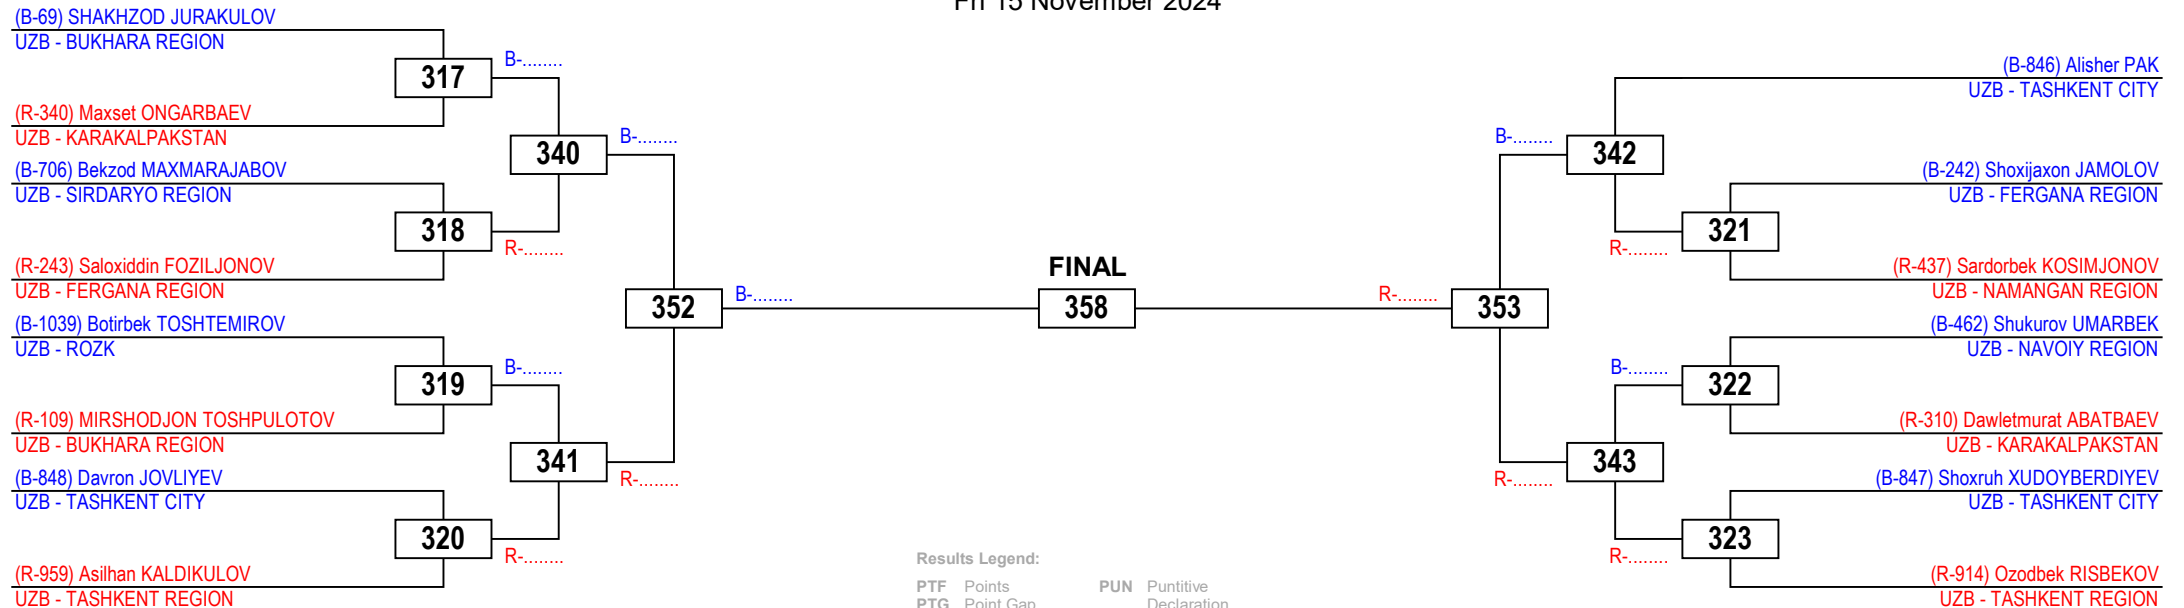 Fri 15 November 2024
(B-69) SHAKHZOD JURAKULOV
UZB - BUKHARA REGION
317
B-........
(R-340) Maxset ONGARBAEV
UZB - KARAKALPAKSTAN
340
B-........
(B-706) Bekzod MAXMARAJABOV
UZB - SIRDARYO REGION
318
R-........
(R-243) Saloxiddin FOZILJONOV
UZB - FERGANA REGION
352
B-........
(B-1039) Botirbek TOSHTEMIROV
UZB - ROZK
319
B-........
(R-109) MIRSHODJON TOSHPULOTOV
UZB - BUKHARA REGION
341
R-........
(B-848) Davron JOVLIYEV
UZB - TASHKENT CITY
320
R-........
(R-959) Asilhan KALDIKULOV
UZB - TASHKENT REGION
FINAL
358
(B-846) Alisher PAK
UZB - TASHKENT CITY
B-........
342
(B-242) Shoxijaxon JAMOLOV
UZB - FERGANA REGION
R-........
321
(R-437) Sardorbek KOSIMJONOV
UZB - NAMANGAN REGION
R-........
353
(B-462) Shukurov UMARBEK
UZB - NAVOIY REGION
B-........
322
(R-310) Dawletmurat ABATBAEV
UZB - KARAKALPAKSTAN
R-........
343
(B-847) Shoxruh XUDOYBERDIYEV
UZB - TASHKENT CITY
R-........
323
(R-914) Ozodbek RISBEKOV
UZB - TASHKENT REGION
Results Legend:
PTF Points PUN Puntitive
PTG Point Gap Declaration